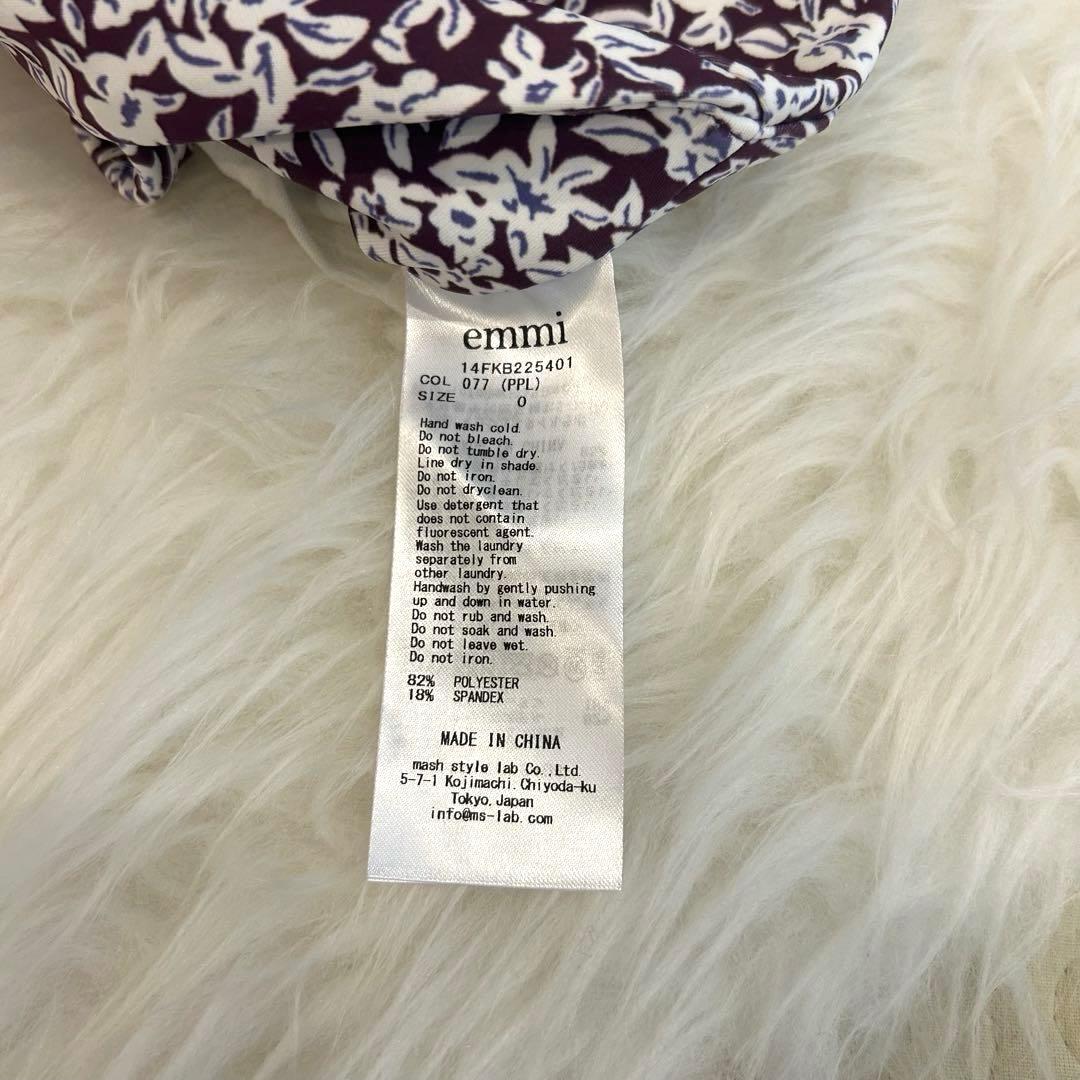 emmi
14FKB225401
COL 077 (PPL)
SIZE 0
Hand wash cold.
Do not bleach.
Do not tumble dry.
Line dry in shade.
Do not iron.
Do not dryclean.
Use detergent that
does not contain
fluorescent agent.
Wash the laundry
separately from
other laundry.
Handwash by gently pushing
up and down in water.
Do not rub and wash.
Do not soak and wash.
Do not leave wet.
Do not iron.
82% POLYESTER
18% SPANDEX
MADE IN CHINA
mash style lab Co.,Ltd.
5-7-1 Kojimachi.Chiyoda-ku
Tokyo,Japan
info@ms-lab.com